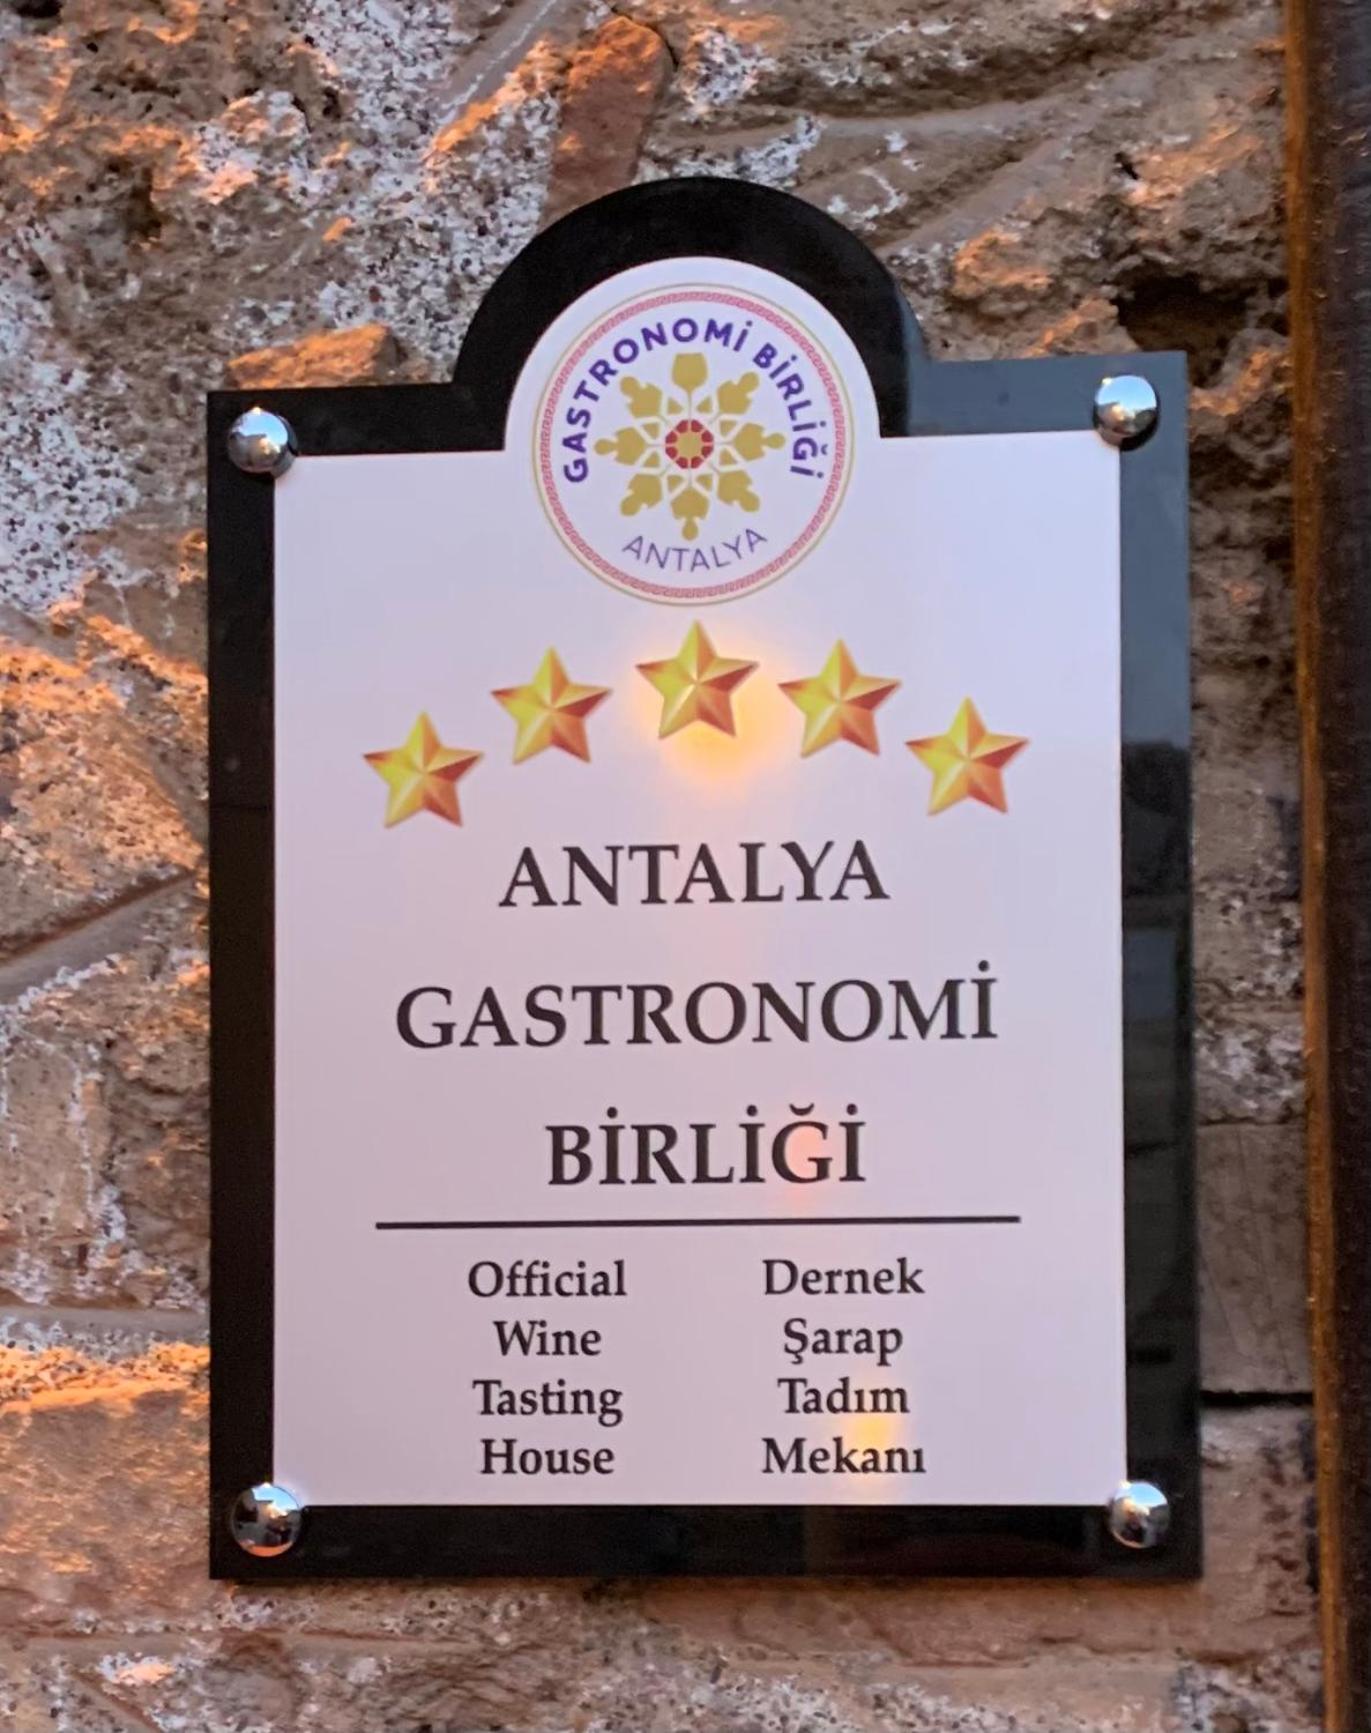 GASTRONOMİ BİRLİĞİ
ANTALYA
ANTALYA
GASTRONOMİ
BİRLİĞİ
Official
Wine
Tasting
House
Dernek
Şarap
Tadım
Mekanı